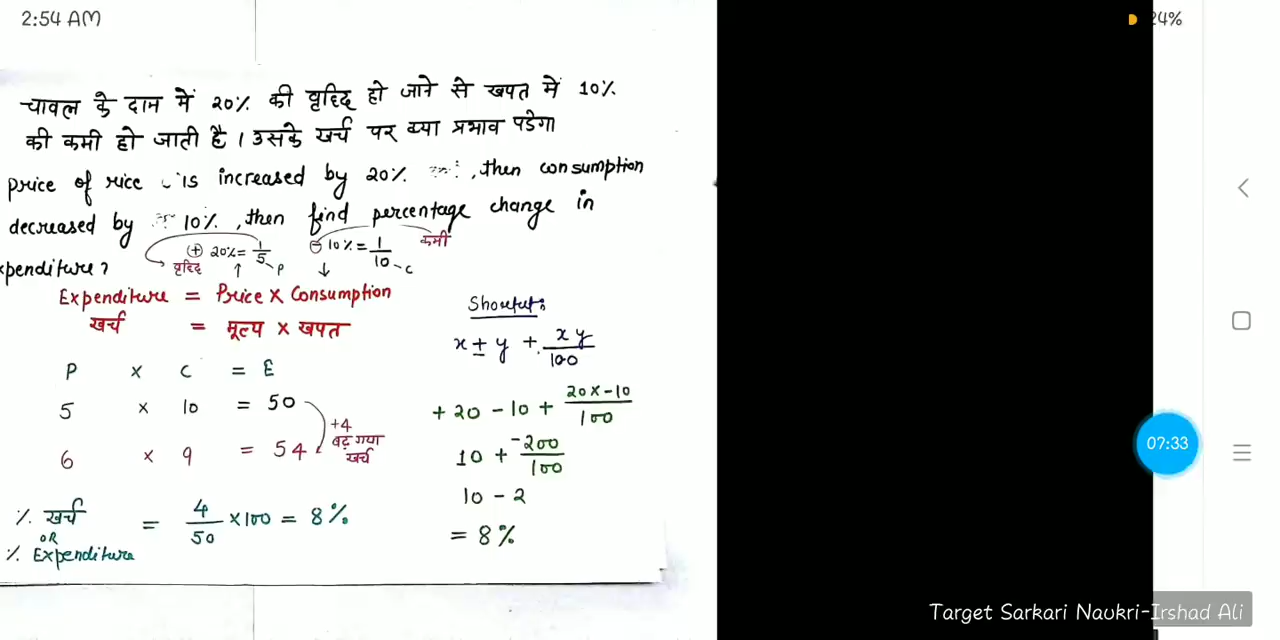 2:54 AM
24%
चावल के दाम में 20% की वृद्धि हो जाने से खपत में 10%
की कमी हो जाती है। उसके खर्च पर क्या प्रभाव पडेगा
price of rice is increased by 20% , then consumption
decreased by 10% , then find percentage change in
xpenditure?
(+) 20% = 1/5
(-) 10% = 1/10
कमी
वृद्धि
P
C
Expenditure = Price × Consumption
खर्च = मूल्य × खपत
P × C = E
5 × 10 = 50
6 × 9 = 54
+4
बढ़ गया
खर्च
% खर्च = 4/50 × 100 = 8%
OR
% Expenditure
x ± y + xy/100
+20 - 10 + 20×-10/100
10 + -200/100
10 - 2
= 8%
07:33
Target Sarkari Naukri-Irshad Ali